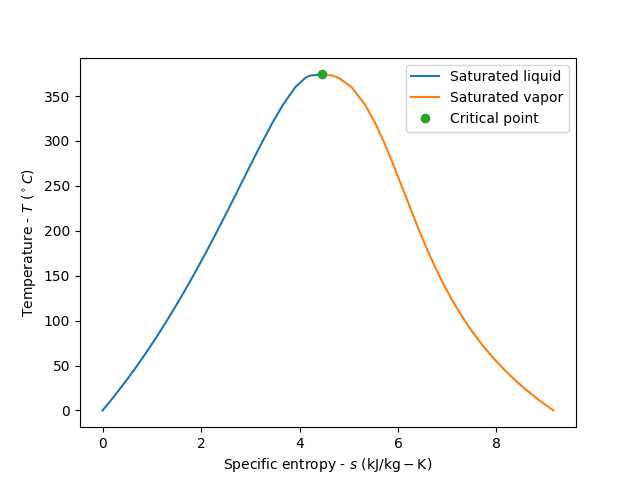 Saturated liquid
Saturated vapor
Critical point
Temperature - T (°C)
350
300
250
200
150
100
50
0
0 2 4 6 8
Specific entropy - s (kJ/kg − K)